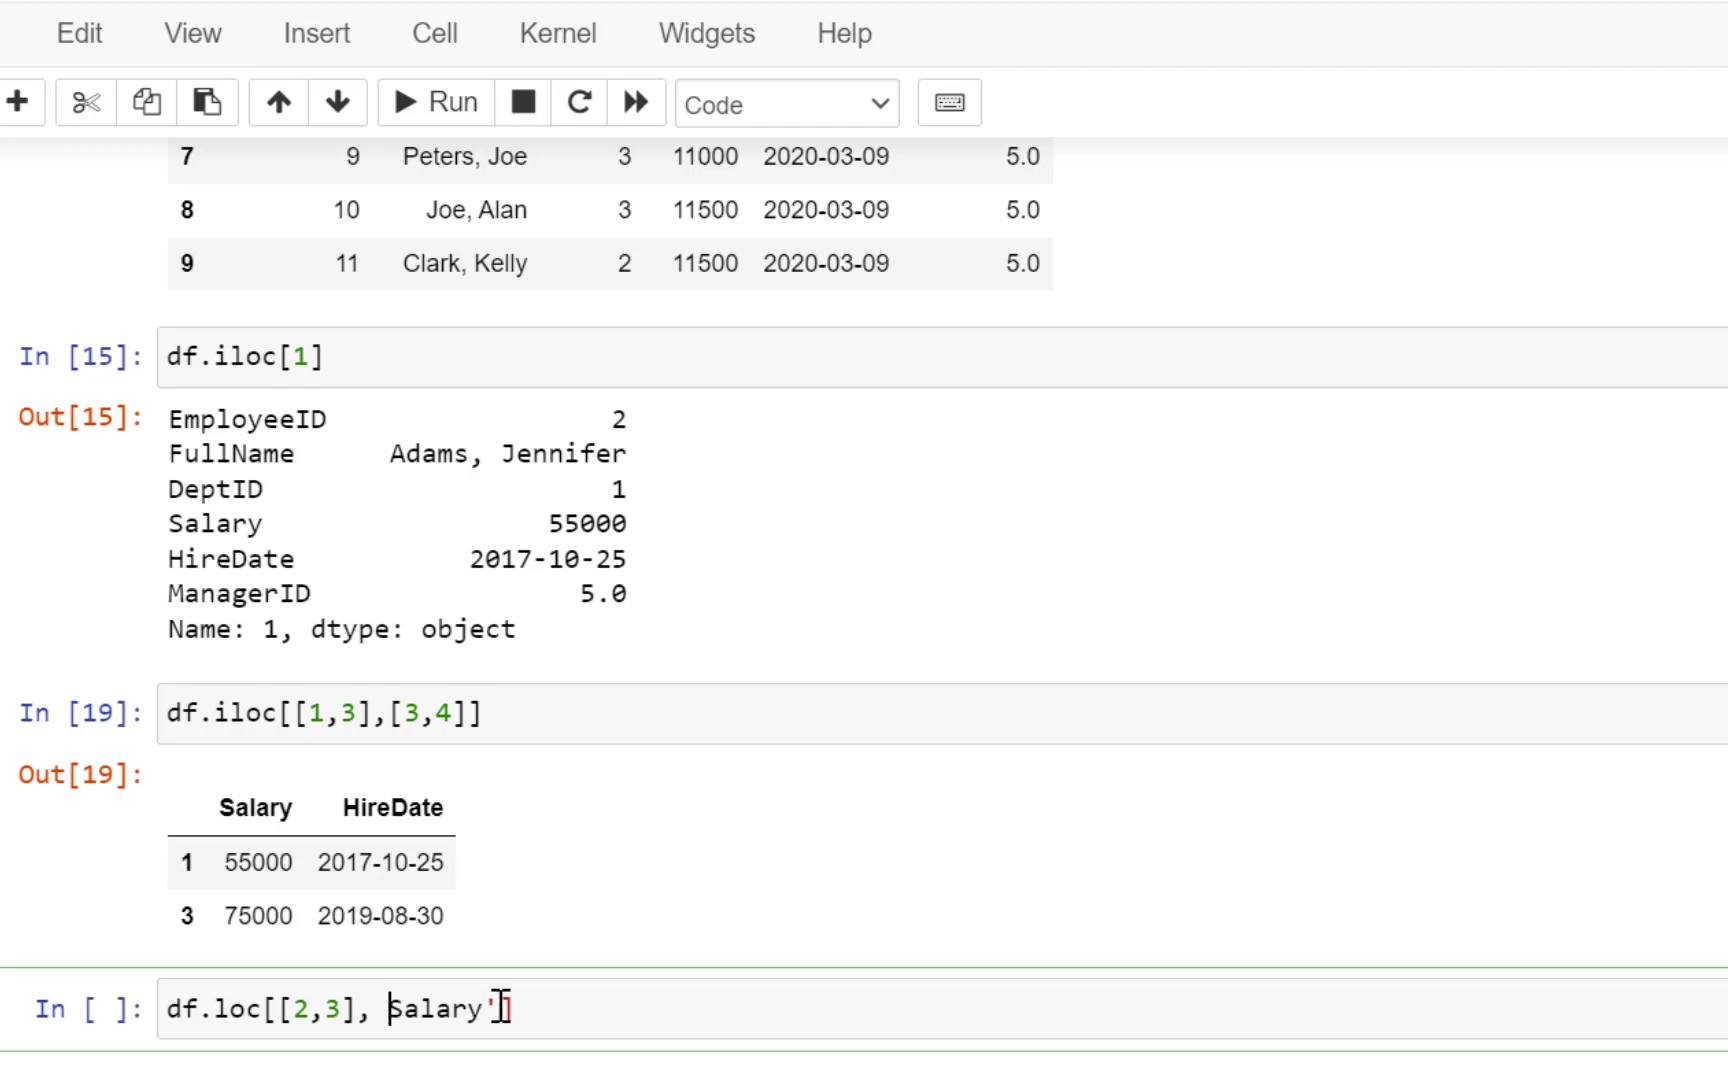 Edit View Insert Cell Kernel Widgets Help
Run Code
7 9 Peters, Joe 3 11000 2020-03-09 5.0
8 10 Joe, Alan 3 11500 2020-03-09 5.0
9 11 Clark, Kelly 2 11500 2020-03-09 5.0
In [15]: df.iloc[1]
Out[15]: EmployeeID 2
FullName Adams, Jennifer
DeptID 1
Salary 55000
HireDate 2017-10-25
ManagerID 5.0
Name: 1, dtype: object
In [19]: df.iloc[[1,3],[3,4]]
Out[19]:
Salary HireDate
1 55000 2017-10-25
3 75000 2019-08-30
In [ ]: df.loc[[2,3], Salary']